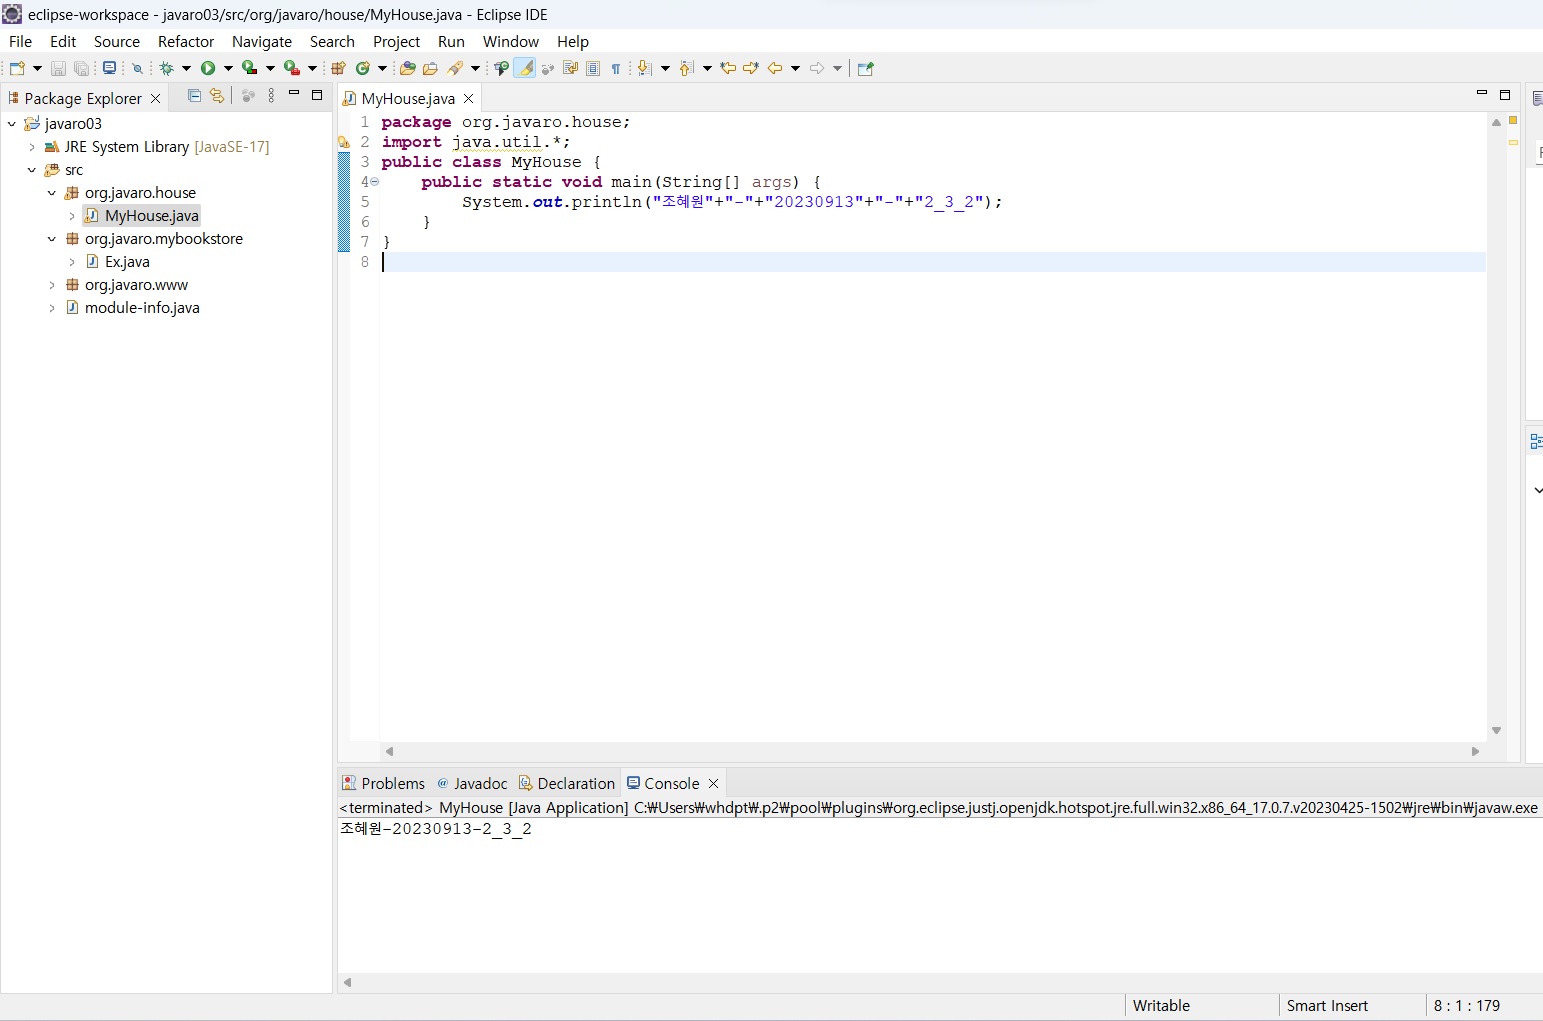 eclipse-workspace - javaro03/src/org/javaro/house/MyHouse.java - Eclipse IDE
File Edit Source Refactor Navigate Search Project Run Window Help
Package Explorer
javaro03
JRE System Library [JavaSE-17]
src
org.javaro.house
MyHouse.java
org.javaro.mybookstore
Ex.java
org.javaro.www
module-info.java
MyHouse.java
1 package org.javaro.house;
2 import java.util.*;
3 public class MyHouse {
4 public static void main(String[] args) {
5 System.out.println("조혜원"+"-"+"20230913"+"-"+"2_3_2");
6 }
7 }
8
Problems @ Javadoc Declaration Console
<terminated> MyHouse [Java Application] C:₩Users₩whdpt₩.p2₩pool₩plugins₩org.eclipse.justj.openjdk.hotspot.jre.full.win32.x86_64_17.0.7.v20230425-1502₩jre₩bin₩javaw.exe
조혜원-20230913-2_3_2
Writable Smart Insert 8 : 1 : 179